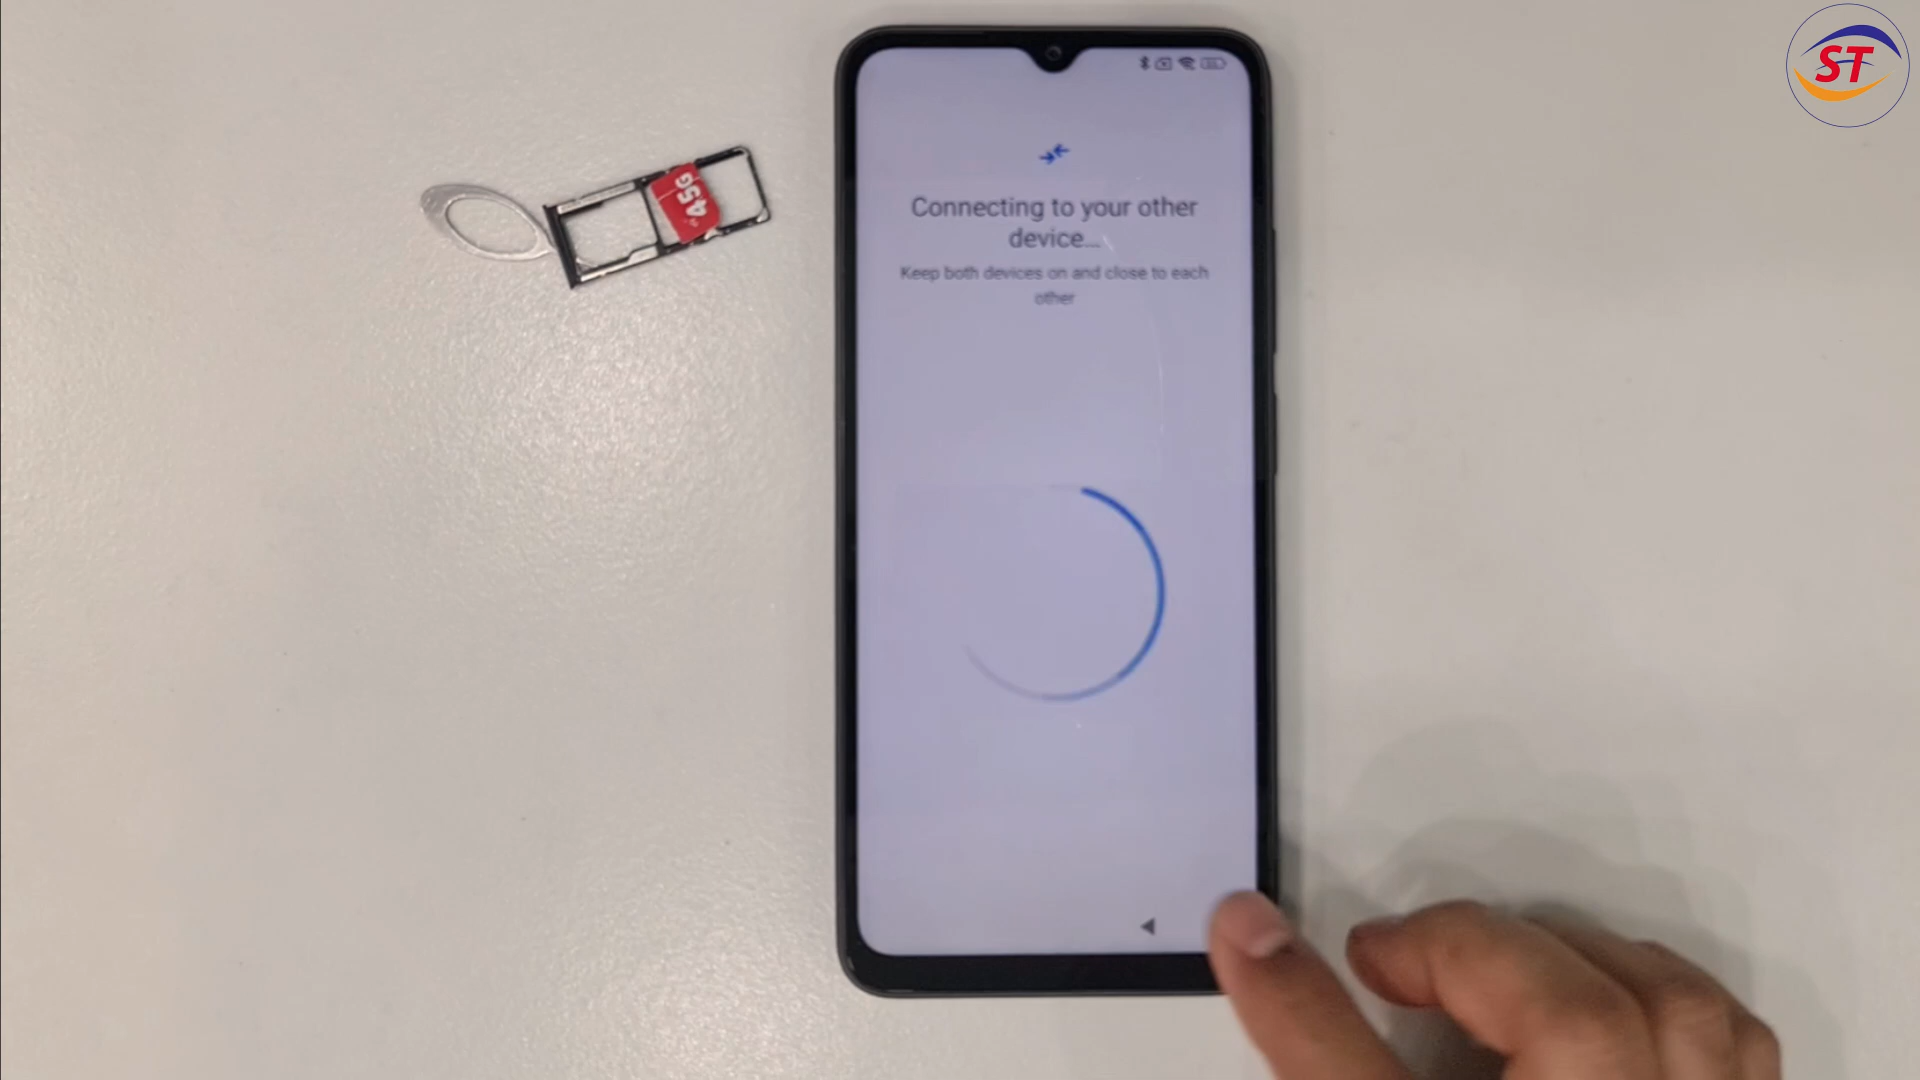 ST
4.5G
Connecting to your other
device...
Keep both devices on and close to each
other